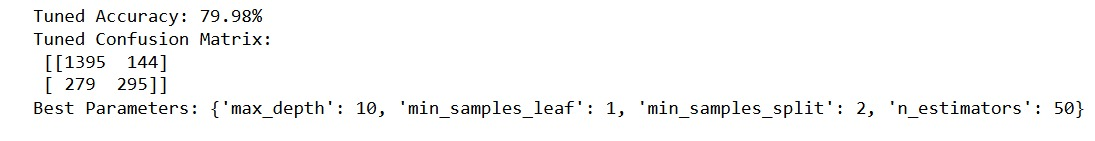 Tuned Accuracy: 79.98%
Tuned Confusion Matrix:
[[1395 144]
[ 279 295]]
Best Parameters: {'max_depth': 10, 'min_samples_leaf': 1, 'min_samples_split': 2, 'n_estimators': 50}